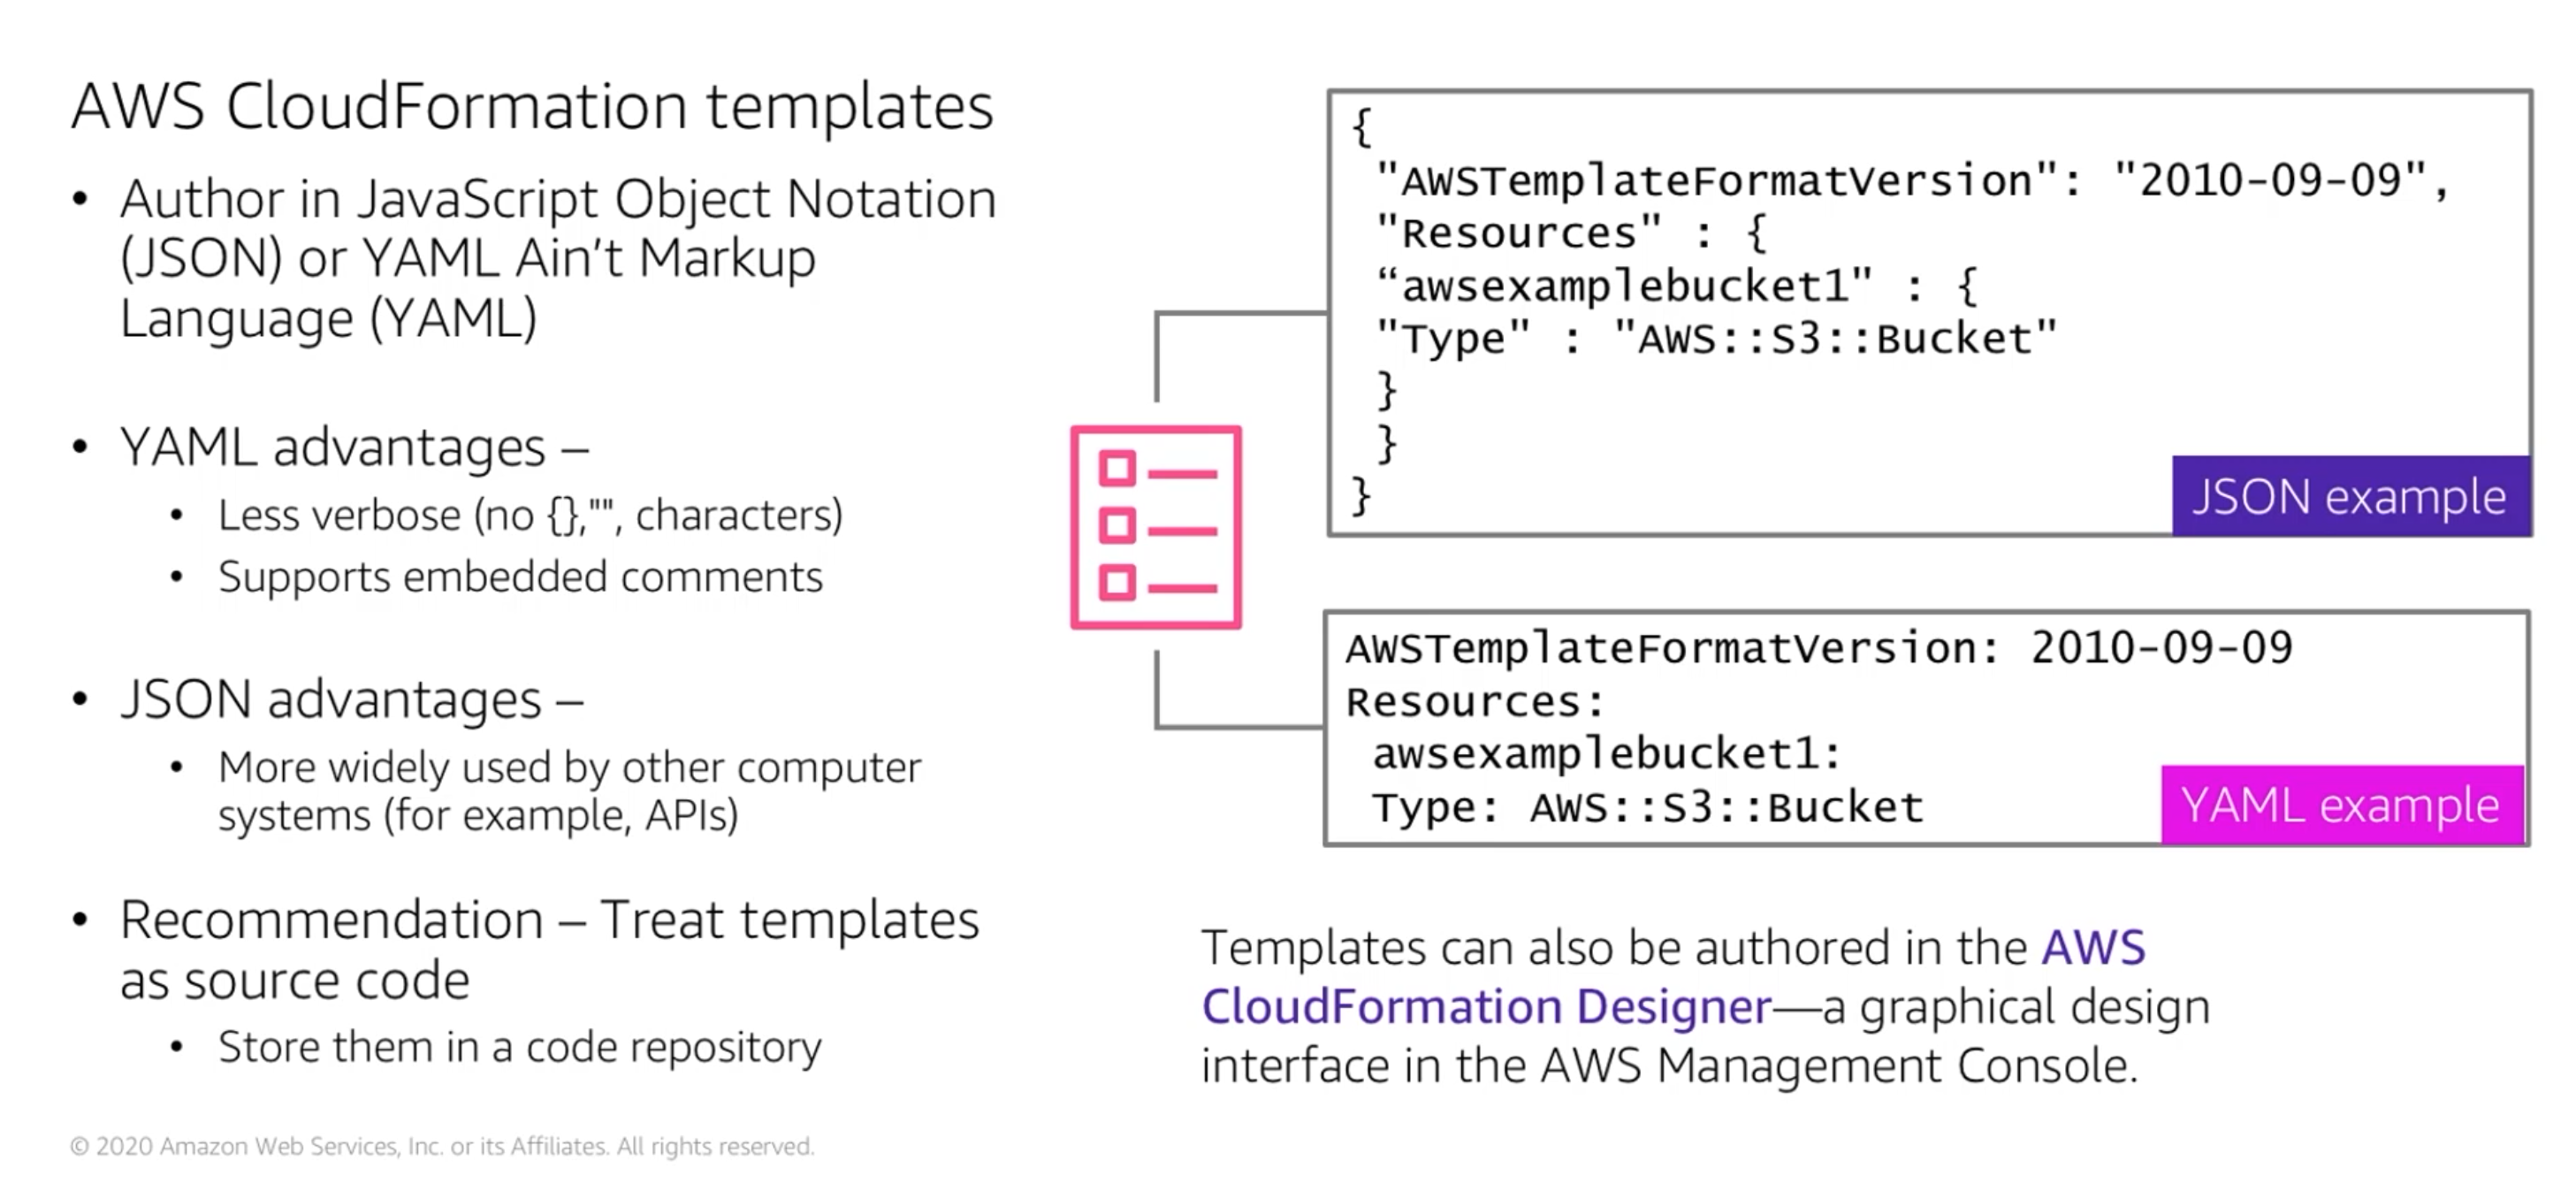 AWS CloudFormation templates
• Author in JavaScript Object Notation
(JSON) or YAML Ain’t Markup
Language (YAML)
• YAML advantages –
• Less verbose (no {},"", characters)
• Supports embedded comments
• JSON advantages –
• More widely used by other computer
systems (for example, APIs)
• Recommendation – Treat templates
as source code
• Store them in a code repository
{
"AWSTemplateFormatVersion": "2010-09-09",
"Resources" : {
“awsexamplebucket1" : {
"Type" : "AWS::S3::Bucket"
}
}
}
JSON example
AWSTemplateFormatVersion: 2010-09-09
Resources:
awsexamplebucket1:
Type: AWS::S3::Bucket
YAML example
Templates can also be authored in the AWS
CloudFormation Designer—a graphical design
interface in the AWS Management Console.
© 2020 Amazon Web Services, Inc. or its Affiliates. All rights reserved.